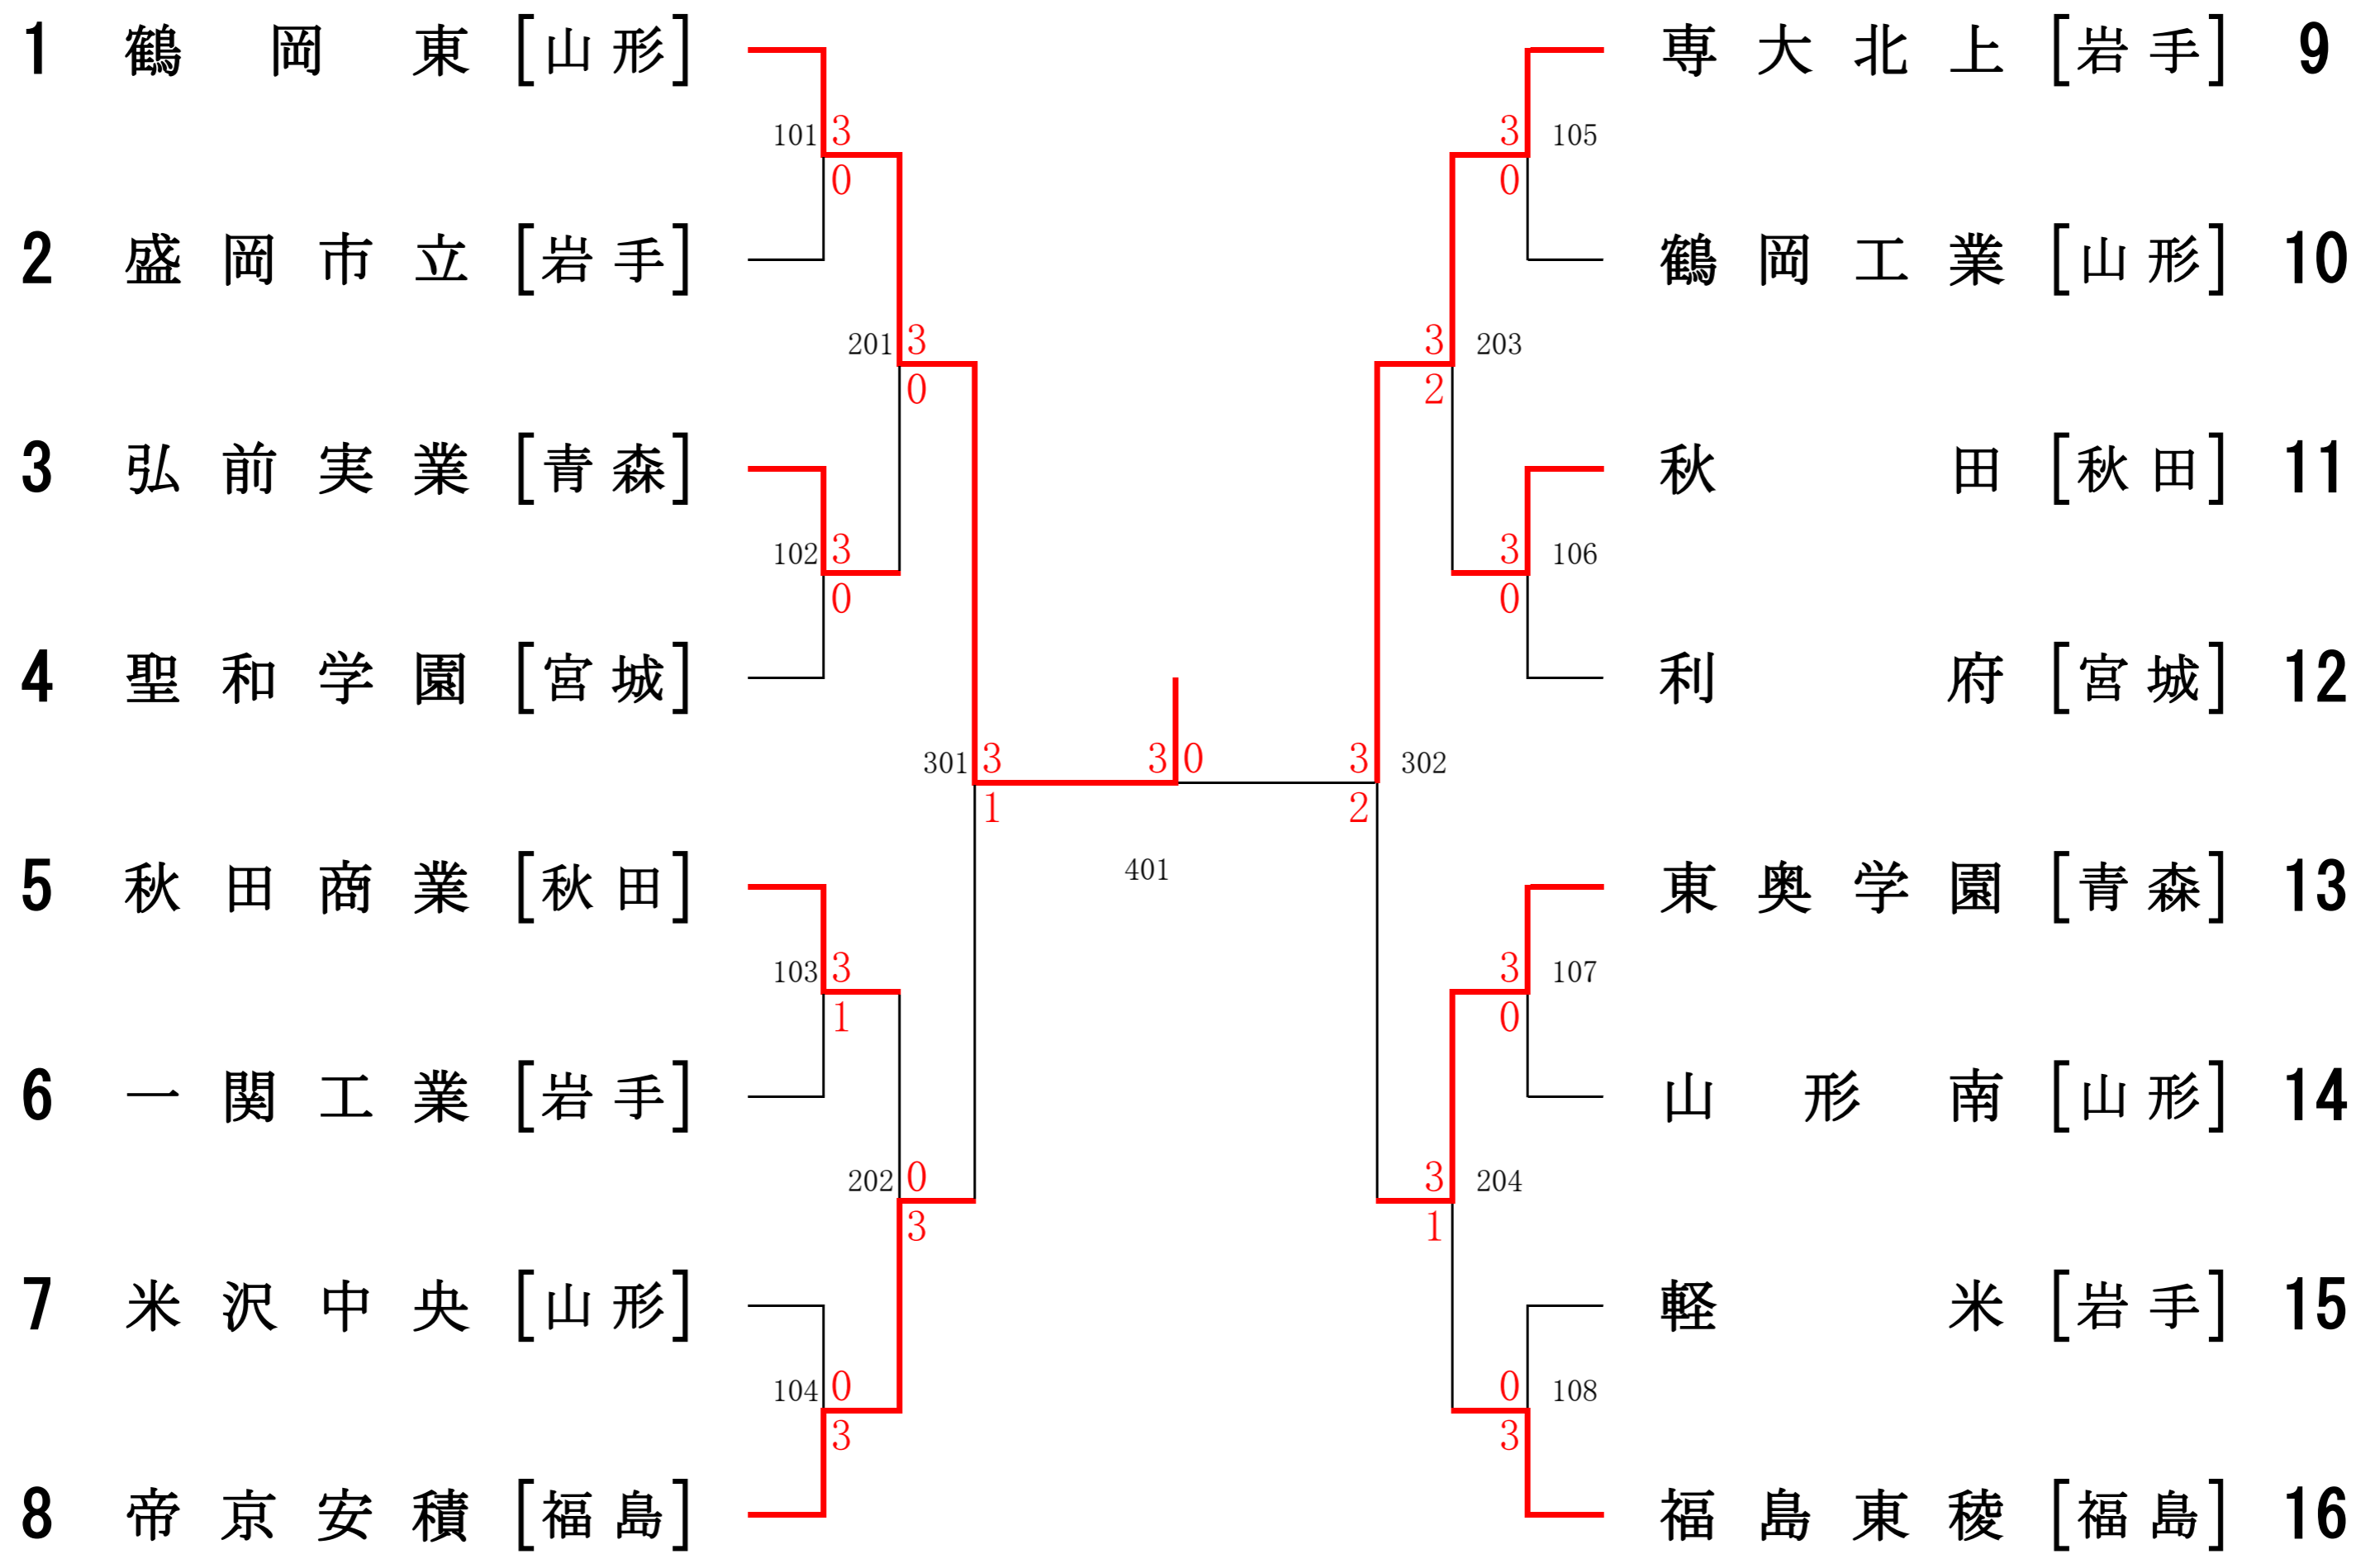 1 鶴岡東 [山形]
101 3
0
2 盛岡市立 [岩手]
201 3
0
3 弘前実業 [青森]
102 3
0
4 聖和学園 [宮城]
301 3
1
5 秋田商業 [秋田]
103 3
1
6 一関工業 [岩手]
202 0
3
7 米沢中央 [山形]
104 0
3
8 帝京安積 [福島]
3 0
401
専大北上 [岩手] 9
3 105
0
鶴岡工業 [山形] 10
3 203
2
秋田 [秋田] 11
3 106
0
利府 [宮城] 12
3 302
2
東奥学園 [青森] 13
3 107
0
山形南 [山形] 14
3 204
1
軽米 [岩手] 15
0 108
3
福島東稜 [福島] 16